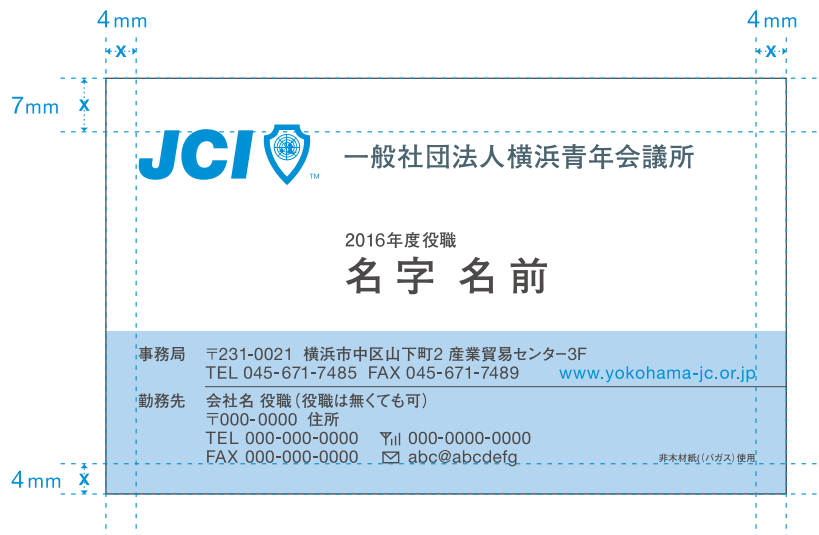 4mm 4mm
X X
7mm X
JCI TM 一般社団法人横浜青年会議所
2016年度役職
名字 名前
事務局 〒231-0021 横浜市中区山下町2 産業貿易センター3F
TEL 045-671-7485 FAX 045-671-7489 www.yokohama-jc.or.jp
勤務先 会社名 役職（役職は無くても可）
〒000-0000 住所
TEL 000-000-0000 000-0000-0000
FAX 000-000-0000 abc@abcdefg 非木材紙(（バガス）使用
4mm X